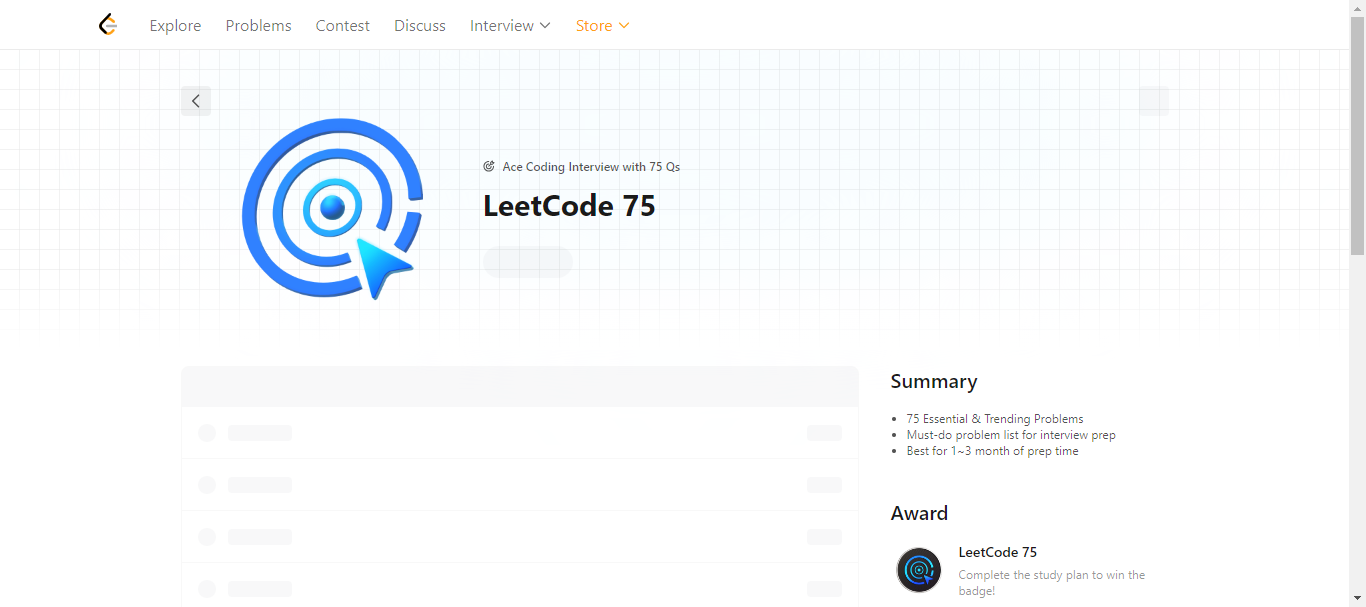 Explore Problems Contest Discuss Interview Store
Ace Coding Interview with 75 Qs
LeetCode 75
Summary
75 Essential & Trending Problems
Must-do problem list for interview prep
Best for 1~3 month of prep time
Award
LeetCode 75
Complete the study plan to win the
badge!